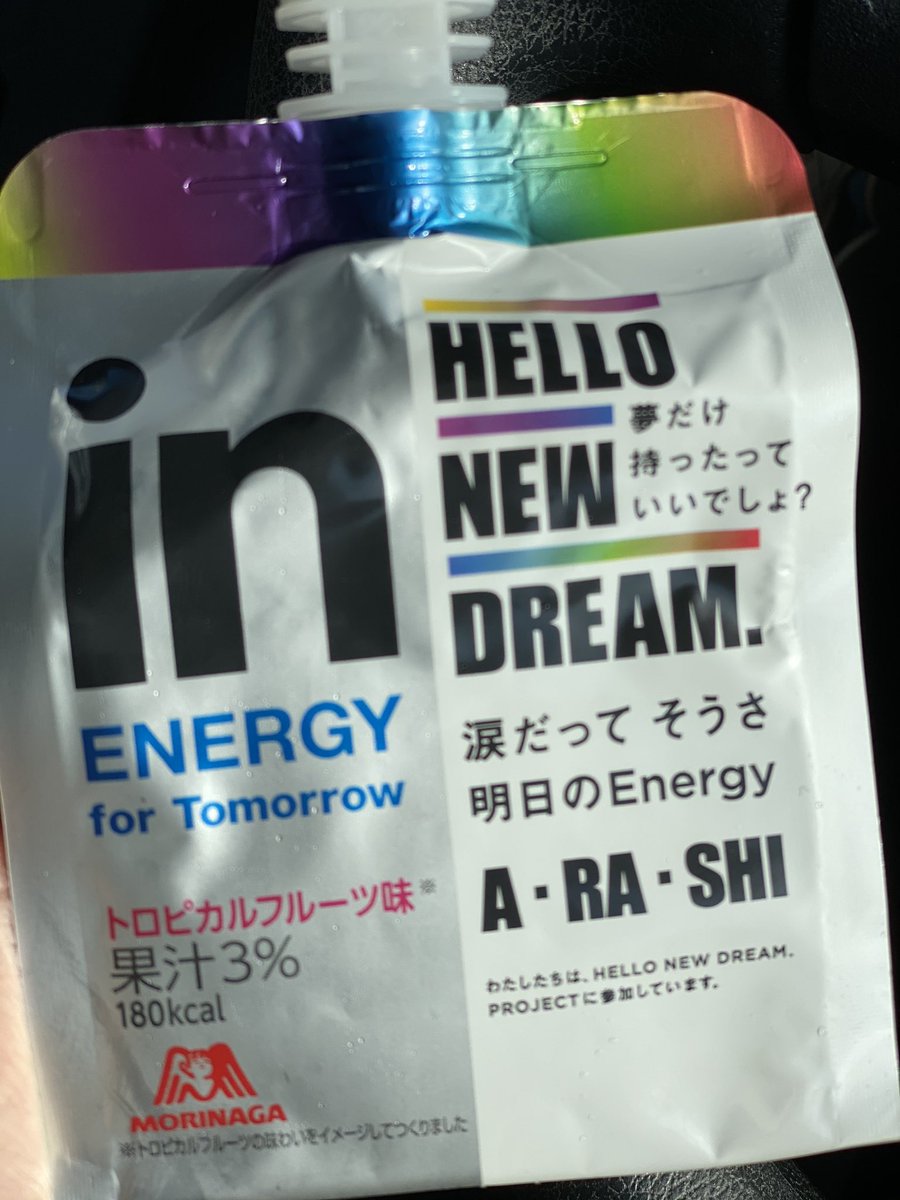 in
ENERGY
for Tomorrow
トロピカルフルーツ味※
果汁3%
180kcal
MORINAGA
※トロピカルフルーツの味わいをイメージしてつくりました
HELLO
NEW
DREAM.
夢だけ
持ったって
いいでしょ?
涙だって そうさ
明日のEnergy
A・RA・SHI
わたしたちは、HELLO NEW DREAM.
PROJECTに参加しています。